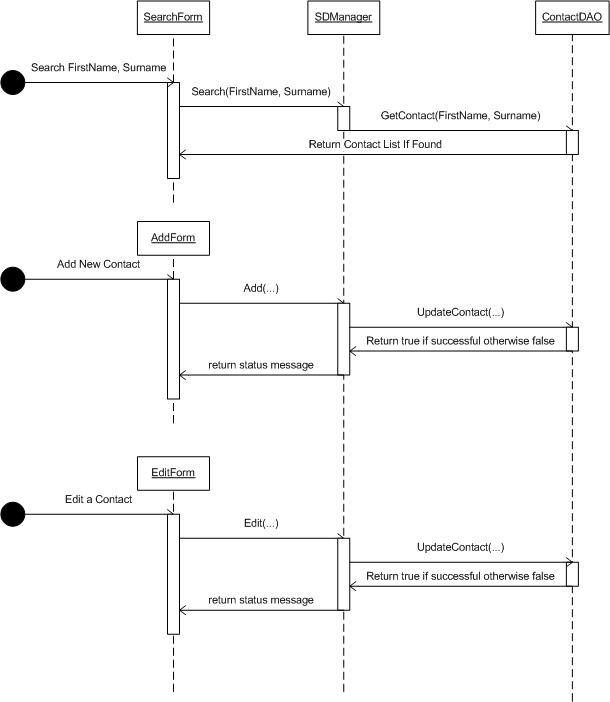 SearchForm
SDManager
ContactDAO
Search FirstName, Surname
Search(FirstName, Surname)
GetContact(FirstName, Surname)
Return Contact List If Found
AddForm
Add New Contact
Add(...)
UpdateContact(...)
Return true if successful otherwise false
return status message
EditForm
Edit a Contact
Edit(...)
UpdateContact(...)
Return true if successful otherwise false
return status message